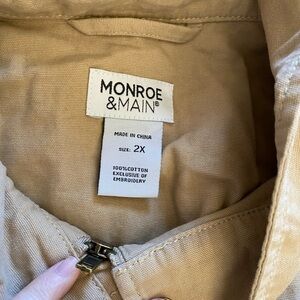 MONROE
&MAIN®
MADE IN CHINA
SIZE: 2X
100%COTTON
EXCLUSIVE OF
EMBROIDERY